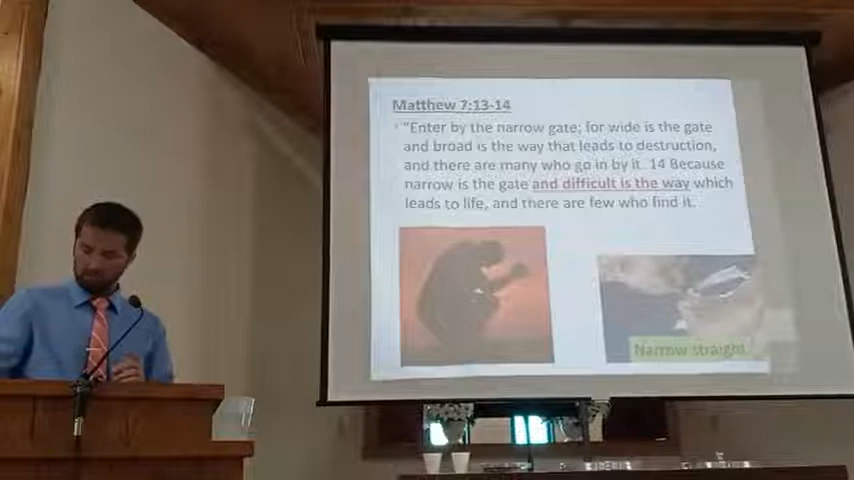 Matthew 7:13-14
• "Enter by the narrow gate; for wide is the gate
and broad is the way that leads to destruction,
and there are many who go in by it. 14 Because
narrow is the gate and difficult is the way which
leads to life, and there are few who find it.
Narrow straight